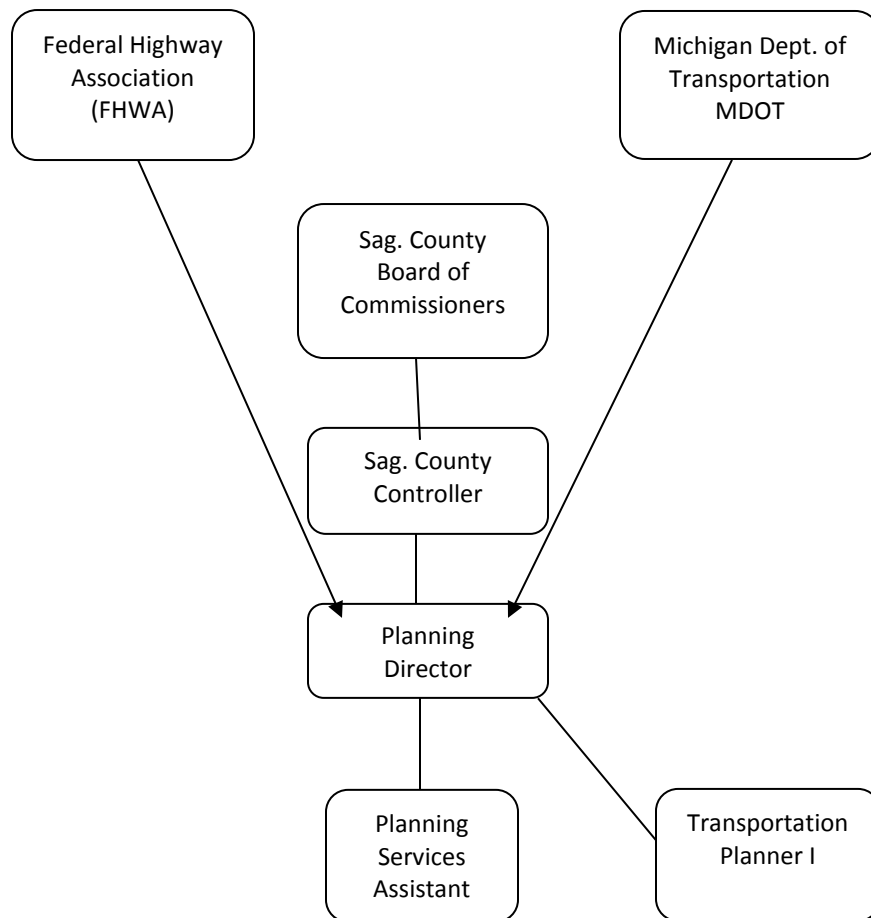 Federal Highway
Association
(FHWA)
Michigan Dept. of
Transportation
MDOT
Sag. County
Board of
Commissioners
Sag. County
Controller
Planning
Director
Planning
Services
Assistant
Transportation
Planner I